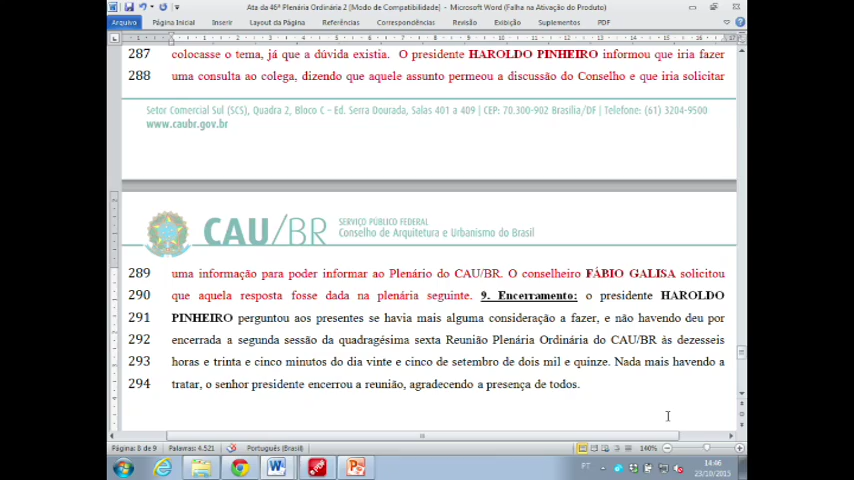 Ata da 46ª Plenária Ordinária 2 [Modo de Compatibilidade] - Microsoft Word (Falha na Ativação do Produto)
Arquivo Página Inicial Inserir Layout da Página Referências Correspondências Revisão Exibição Suplementos PDF
287 colocasse o tema, já que a dúvida existia. O presidente HAROLDO PINHEIRO informou que iria fazer
288 uma consulta ao colega, dizendo que aquele assunto permeou a discussão do Conselho e que iria solicitar
Setor Comercial Sul (SCS), Quadra 2, Bloco C – Ed. Serra Dourada, Salas 401 a 409 | CEP: 70.300-902 Brasília/DF | Telefone: (61) 3204-9500
www.caubr.gov.br
CAU/BR SERVIÇO PÚBLICO FEDERAL
Conselho de Arquitetura e Urbanismo do Brasil
289 uma informação para poder informar ao Plenário do CAU/BR. O conselheiro FÁBIO GALISA solicitou
290 que aquela resposta fosse dada na plenária seguinte. 9. Encerramento: o presidente HAROLDO
291 PINHEIRO perguntou aos presentes se havia mais alguma consideração a fazer, e não havendo deu por
292 encerrada a segunda sessão da quadragésima sexta Reunião Plenária Ordinária do CAU/BR às dezesseis
293 horas e trinta e cinco minutos do dia vinte e cinco de setembro de dois mil e quinze. Nada mais havendo a
294 tratar, o senhor presidente encerrou a reunião, agradecendo a presença de todos.
Página: 8 de 9 Palavras: 4.521 Português (Brasil) 140%
PT 14:46
23/10/2015